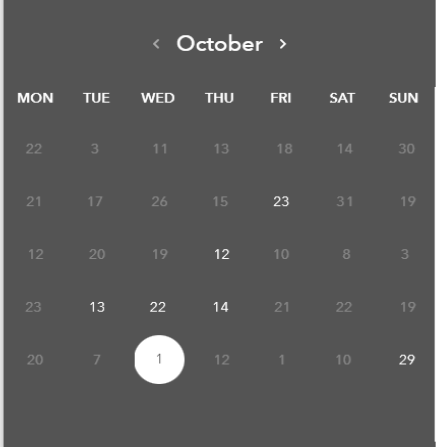 ‹ October ›
MON TUE WED THU FRI SAT SUN
22 3 11 13 18 14 30
21 17 26 15 23 31 19
12 20 19 12 10 8 3
23 13 22 14 21 22 19
20 7 1 12 1 10 29